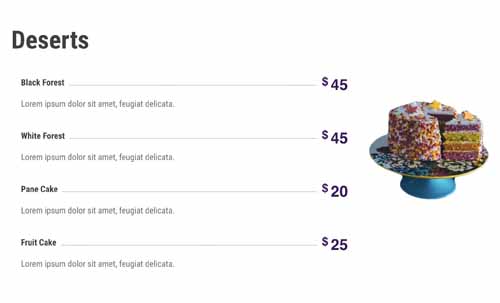 Deserts
Black Forest $ 45
Lorem ipsum dolor sit amet, feugiat delicata.
White Forest $ 45
Lorem ipsum dolor sit amet, feugiat delicata.
Pane Cake $ 20
Lorem ipsum dolor sit amet, feugiat delicata.
Fruit Cake $ 25
Lorem ipsum dolor sit amet, feugiat delicata.